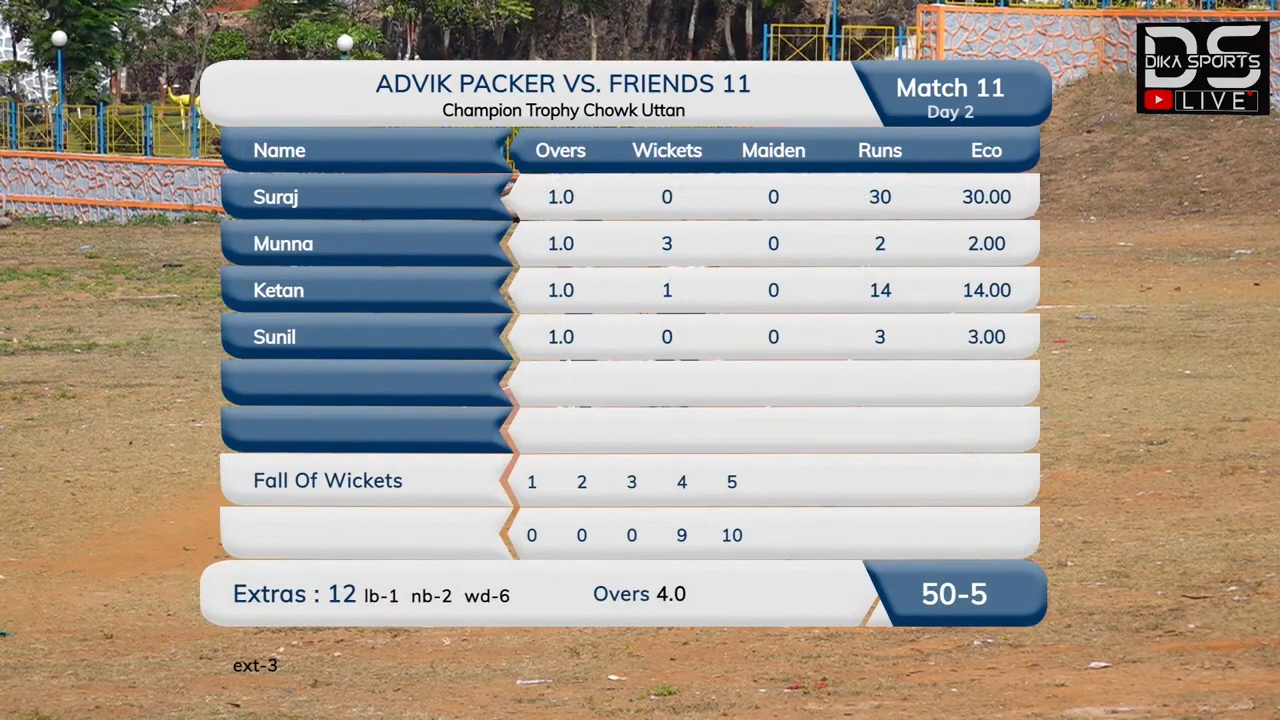 ADVIK PACKER VS. FRIENDS 11
Champion Trophy Chowk Uttan
Match 11
Day 2
DS
DIKA SPORTS
LIVE
Name Overs Wickets Maiden Runs Eco
Suraj 1.0 0 0 30 30.00
Munna 1.0 3 0 2 2.00
Ketan 1.0 1 0 14 14.00
Sunil 1.0 0 0 3 3.00
Fall Of Wickets 1 2 3 4 5
0 0 0 9 10
Extras : 12 lb-1 nb-2 wd-6 Overs 4.0 50-5
ext-3